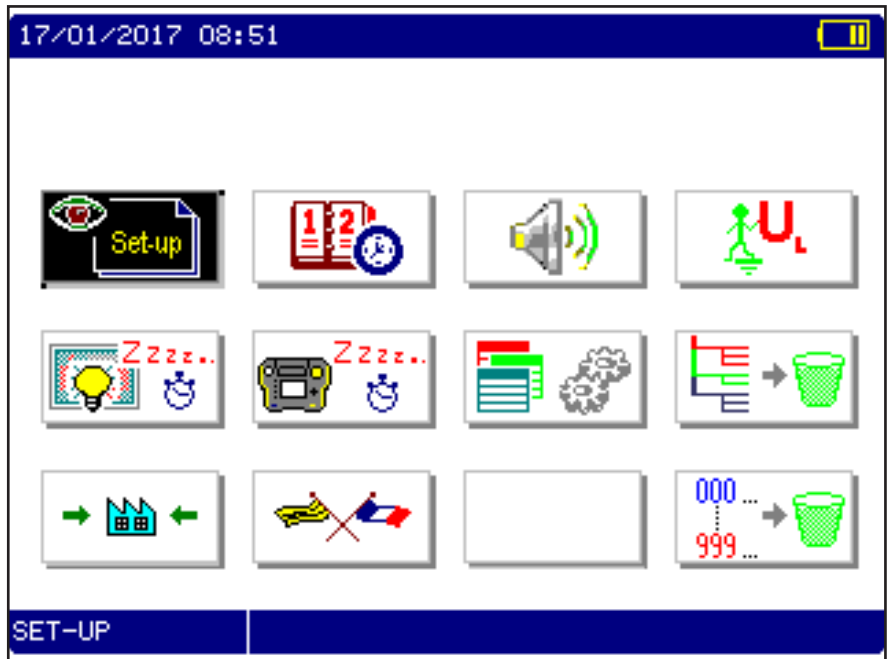 17/01/2017 08:51
Set-up
1 2
U L
Zzzz..
Zzzz..
F
000 ...
999 ...
SET-UP